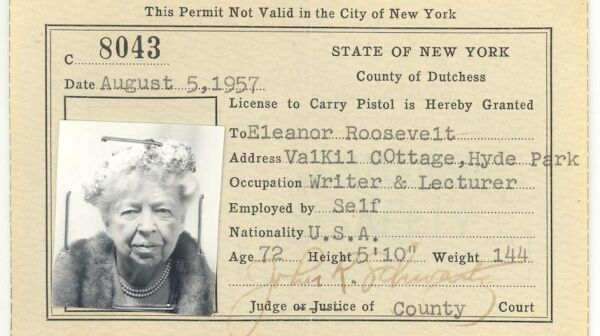 This Permit Not Valid in the City of New York
C 8043
STATE OF NEW YORK
County of Dutchess
Date August 5,1957
License to Carry Pistol is Hereby Granted
To Eleanor Roosevelt
Address ValKil COttage,Hyde Park
Occupation Writer & Lecturer
Employed by Self
Nationality U.S.A.
Age 72 Height 5'10" Weight 144
John R. Schwartz
Judge or Justice of County Court